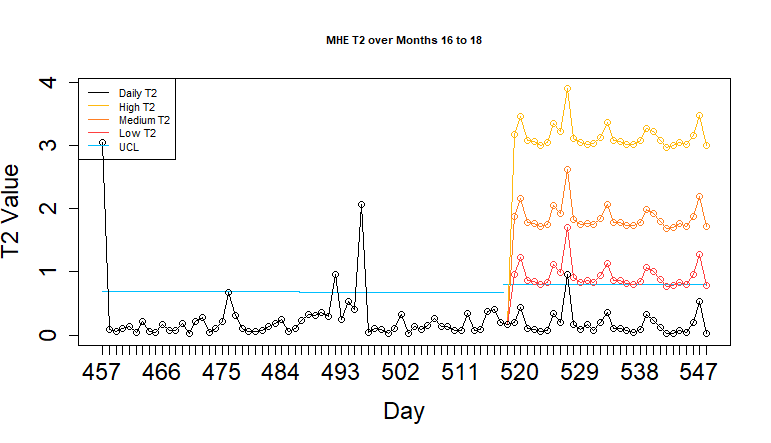 MHE T2 over Months 16 to 18
4
3
2
1
0
T2 Value
Daily T2
High T2
Medium T2
Low T2
UCL
457 466 475 484 493 502 511 520 529 538 547
Day